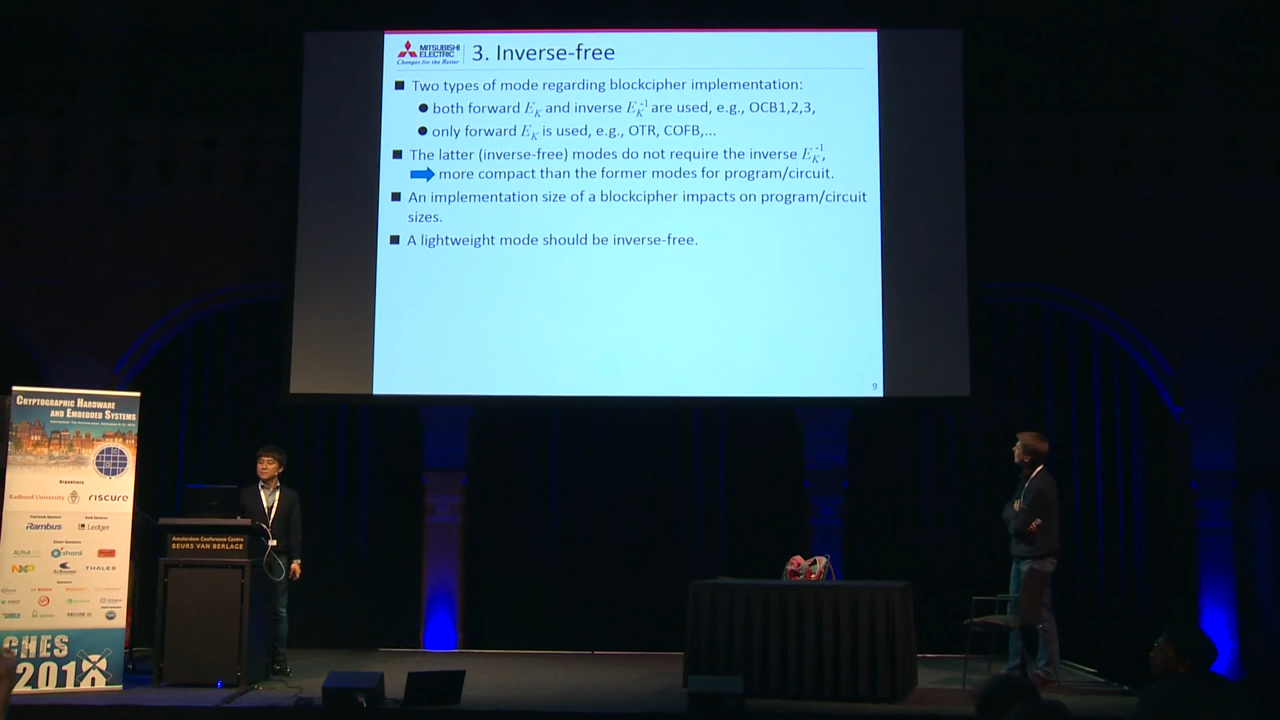 MITSUBISHI
ELECTRIC
Changes for the Better
3. Inverse-free
■ Two types of mode regarding blockcipher implementation:
● both forward E_K and inverse E_K^-1 are used, e.g., OCB1,2,3,
● only forward E_K is used, e.g., OTR, COFB,...
■ The latter (inverse-free) modes do not require the inverse E_K^-1,
more compact than the former modes for program/circuit.
■ An implementation size of a blockcipher impacts on program/circuit
sizes.
■ A lightweight mode should be inverse-free.
9
Cryptographic Hardware
and Embedded Systems
Organizers
Radboud University
riscure
Rambus
Ledger
eshard
NXP
THALES
CHES
2018
Amsterdam Conference Centre
BEURS VAN BERLAGE